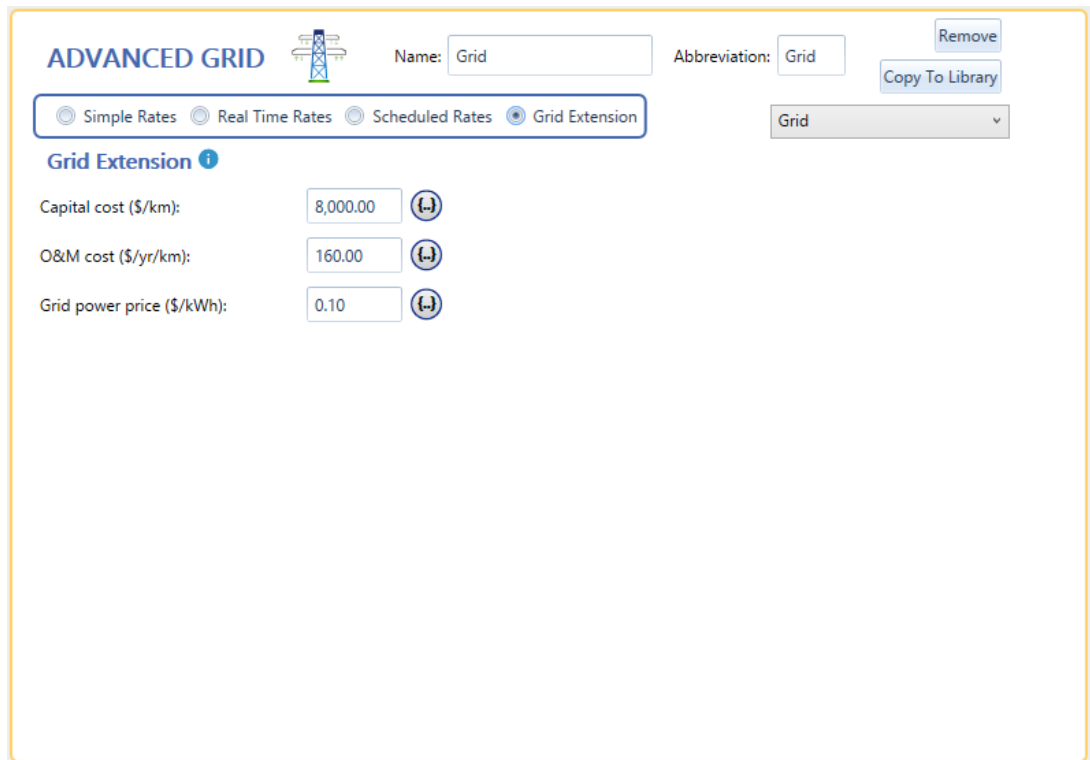 ADVANCED GRID Name: Grid Abbreviation: Grid Remove
Copy To Library
Simple Rates Real Time Rates Scheduled Rates Grid Extension Grid
Grid Extension i
Capital cost ($/km): 8,000.00 {..}
O&M cost ($/yr/km): 160.00 {..}
Grid power price ($/kWh): 0.10 {..}